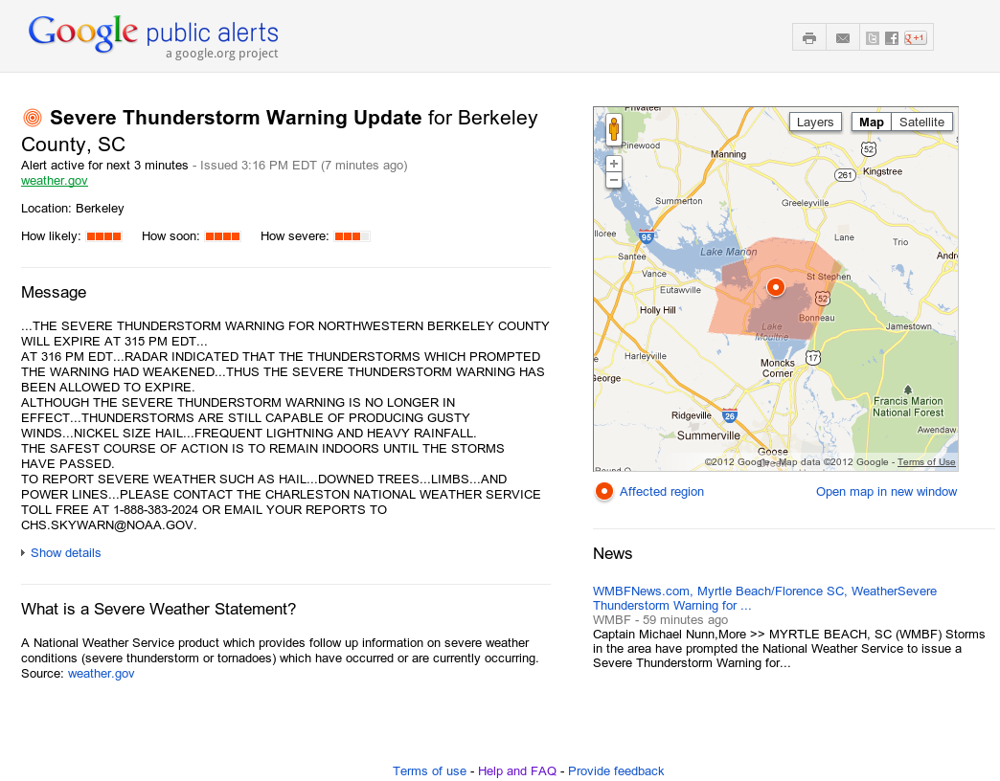 Google public alerts
a google.org project
g +1
Severe Thunderstorm Warning Update for Berkeley
County, SC
Alert active for next 3 minutes - Issued 3:16 PM EDT (7 minutes ago)
weather.gov
Location: Berkeley
How likely: How soon: How severe:
Message
...THE SEVERE THUNDERSTORM WARNING FOR NORTHWESTERN BERKELEY COUNTY
WILL EXPIRE AT 315 PM EDT...
AT 316 PM EDT...RADAR INDICATED THAT THE THUNDERSTORMS WHICH PROMPTED
THE WARNING HAD WEAKENED...THUS THE SEVERE THUNDERSTORM WARNING HAS
BEEN ALLOWED TO EXPIRE.
ALTHOUGH THE SEVERE THUNDERSTORM WARNING IS NO LONGER IN
EFFECT...THUNDERSTORMS ARE STILL CAPABLE OF PRODUCING GUSTY
WINDS...NICKEL SIZE HAIL...FREQUENT LIGHTNING AND HEAVY RAINFALL.
THE SAFEST COURSE OF ACTION IS TO REMAIN INDOORS UNTIL THE STORMS
HAVE PASSED.
TO REPORT SEVERE WEATHER SUCH AS HAIL...DOWNED TREES...LIMBS...AND
POWER LINES...PLEASE CONTACT THE CHARLESTON NATIONAL WEATHER SERVICE
TOLL FREE AT 1-888-383-2024 OR EMAIL YOUR REPORTS TO
CHS.SKYWARN@NOAA.GOV.
Show details
What is a Severe Weather Statement?
A National Weather Service product which provides follow up information on severe weather
conditions (severe thunderstorm or tornadoes) which have occurred or are currently occurring.
Source: weather.gov
Privateer
Layers Map Satellite
Pinewood
Manning
52
261 Kingstree
Summerton
Greeleyville
lloree
95
Lane
Trio
Santee
Lake Marion
Andr
Vance
St Stephen
Eutawville
52
Holly Hill
Bonneau
Lake
Moultrie
Jamestown
Harleyville
17
Moncks
Corner
George
Francis Marion
National Forest
Ridgeville
26
Awendaw
Summerville
Goose
Creek
©2012 Google - Map data ©2012 Google - Terms of Use
Round O
Affected region
Open map in new window
News
WMBFNews.com, Myrtle Beach/Florence SC, WeatherSevere
Thunderstorm Warning for ...
WMBF - 59 minutes ago
Captain Michael Nunn,More >> MYRTLE BEACH, SC (WMBF) Storms
in the area have prompted the National Weather Service to issue a
Severe Thunderstorm Warning for...
Terms of use - Help and FAQ - Provide feedback